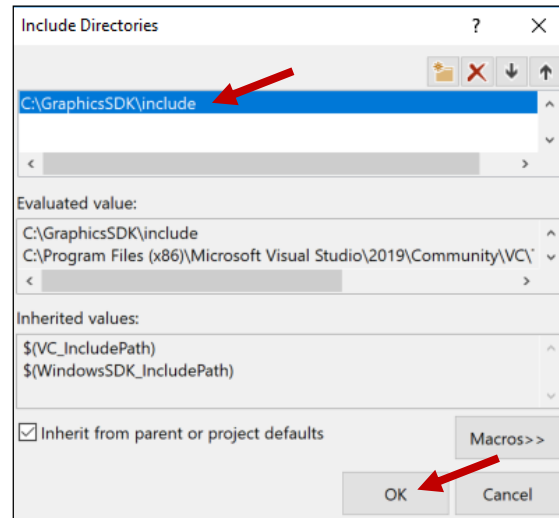 Include Directories
C:\GraphicsSDK\include
Evaluated value:
C:\GraphicsSDK\include
C:\Program Files (x86)\Microsoft Visual Studio\2019\Community\VC\
Inherited values:
$(VC_IncludePath)
$(WindowsSDK_IncludePath)
Inherit from parent or project defaults
Macros>>
OK
Cancel